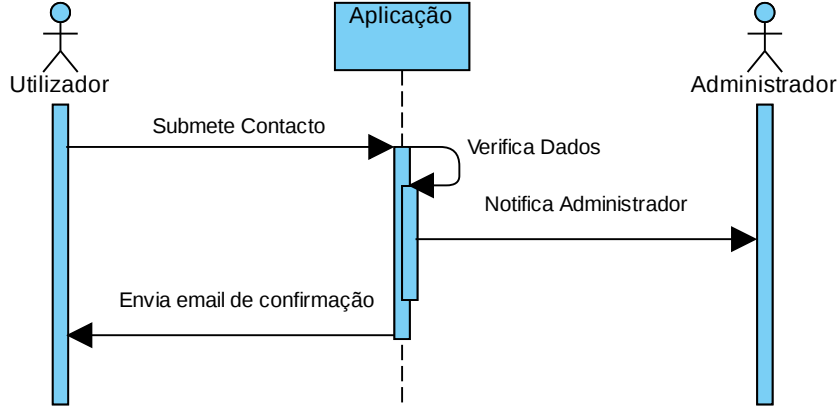 Aplicação
Utilizador
Administrador
Submete Contacto
Verifica Dados
Notifica Administrador
Envia email de confirmação